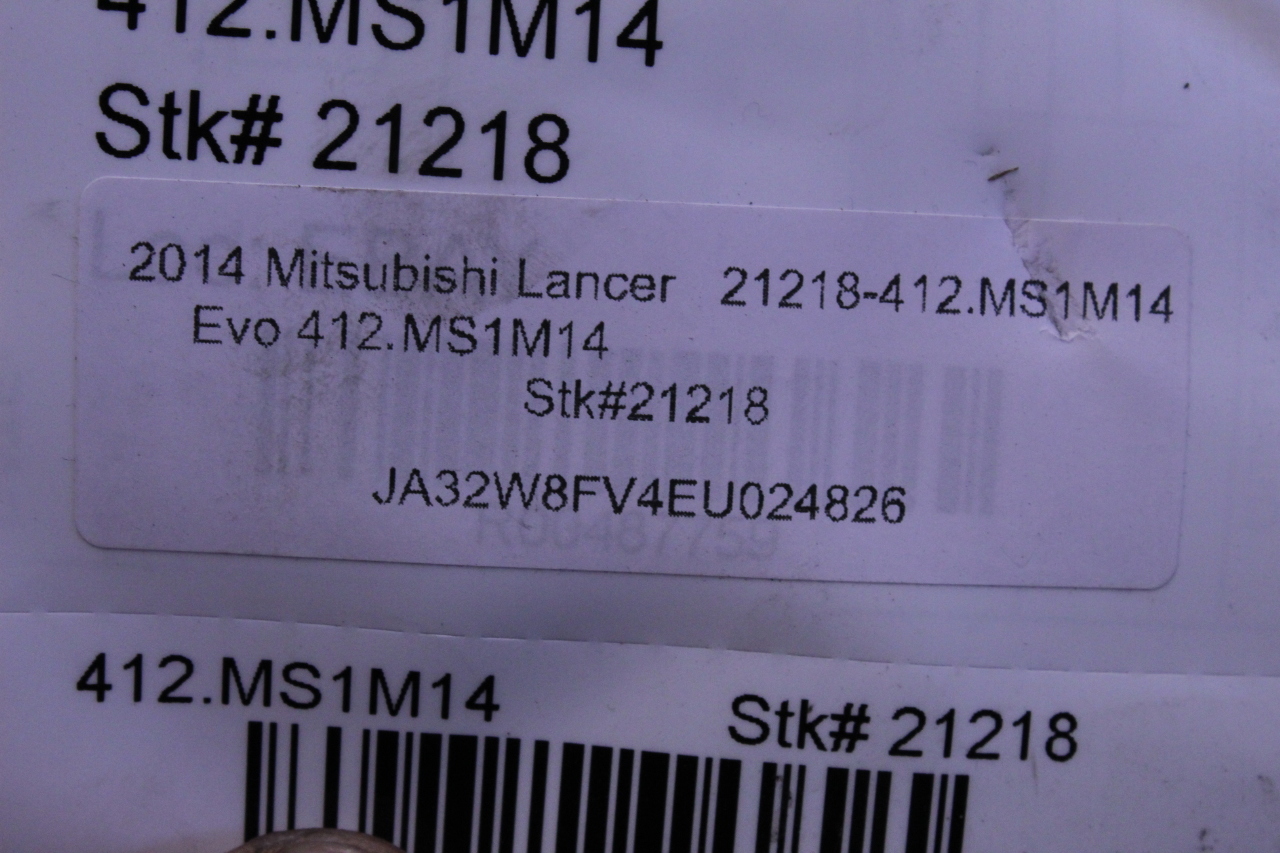 412.MS1M14
Stk# 21218
2014 Mitsubishi Lancer 21218-412.MS1M14
Evo 412.MS1M14
Stk#21218
JA32W8FV4EU024826
R00487759
412.MS1M14 Stk# 21218